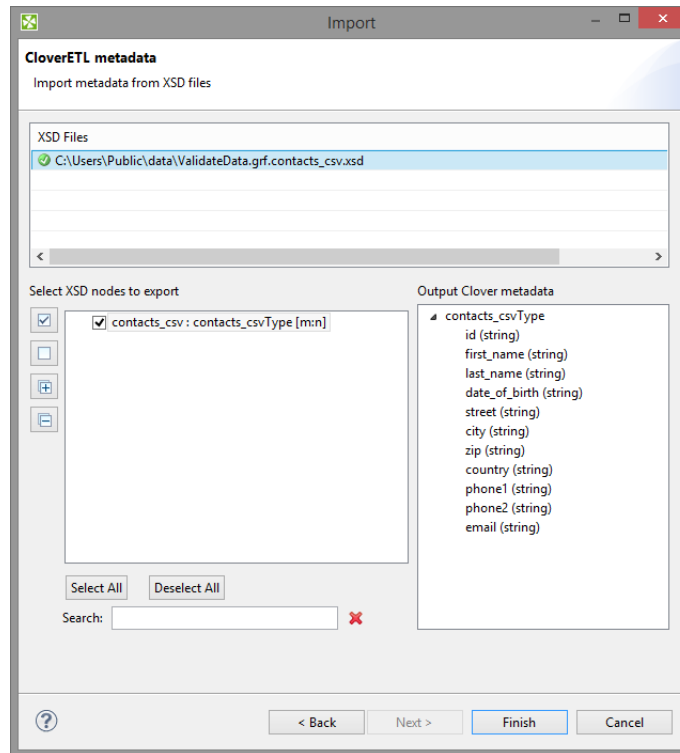 Import
CloverETL metadata
Import metadata from XSD files
XSD Files
C:\Users\Public\data\ValidateData.grf.contacts_csv.xsd
Select XSD nodes to export
contacts_csv : contacts_csvType [m:n]
Select All
Deselect All
Search:
Output Clover metadata
contacts_csvType
id (string)
first_name (string)
last_name (string)
date_of_birth (string)
street (string)
city (string)
zip (string)
country (string)
phone1 (string)
phone2 (string)
email (string)
< Back
Next >
Finish
Cancel